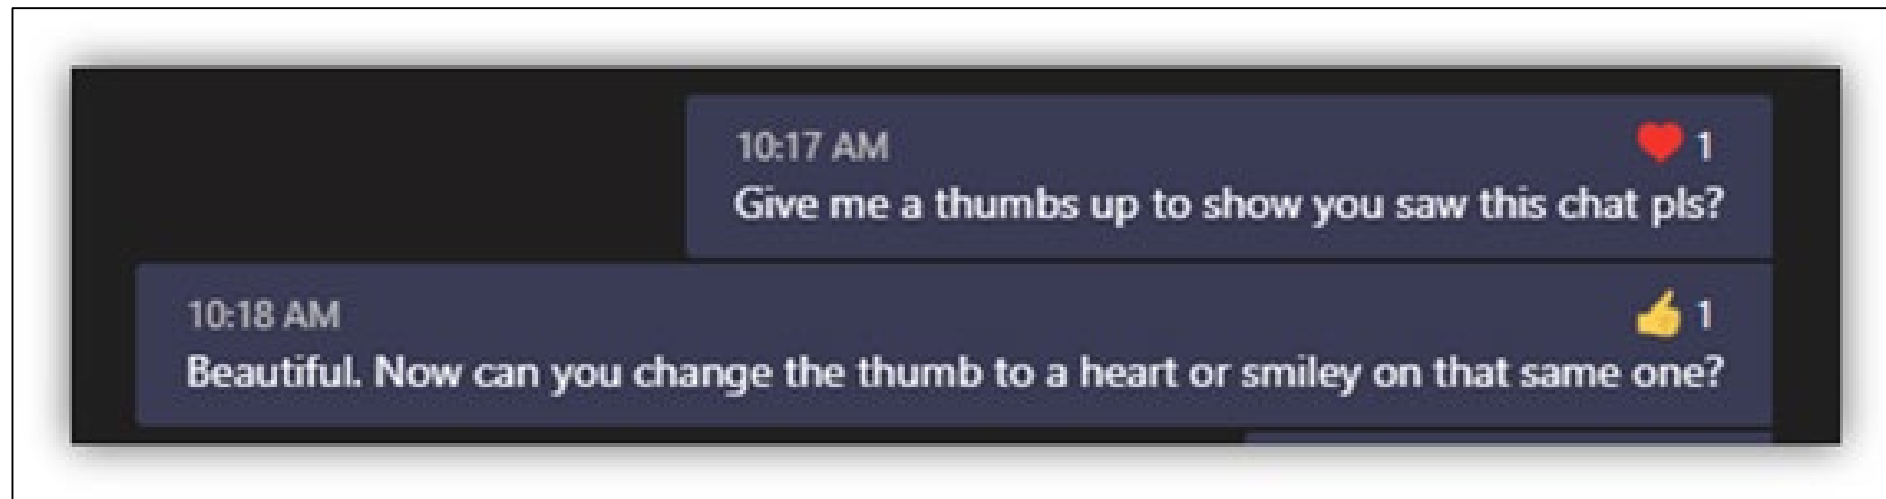 10:17 AM ❤️ 1
Give me a thumbs up to show you saw this chat pls?
10:18 AM 👍 1
Beautiful. Now can you change the thumb to a heart or smiley on that same one?